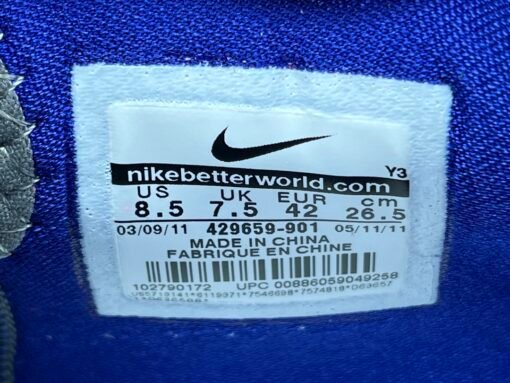 nikebetterworld.com Y3
US UK EUR cm
8.5 7.5 42 26.5
03/09/11 429659-901 05/11/11
MADE IN CHINA
FABRIQUE EN CHINE
102790172 UPC 00886059049258